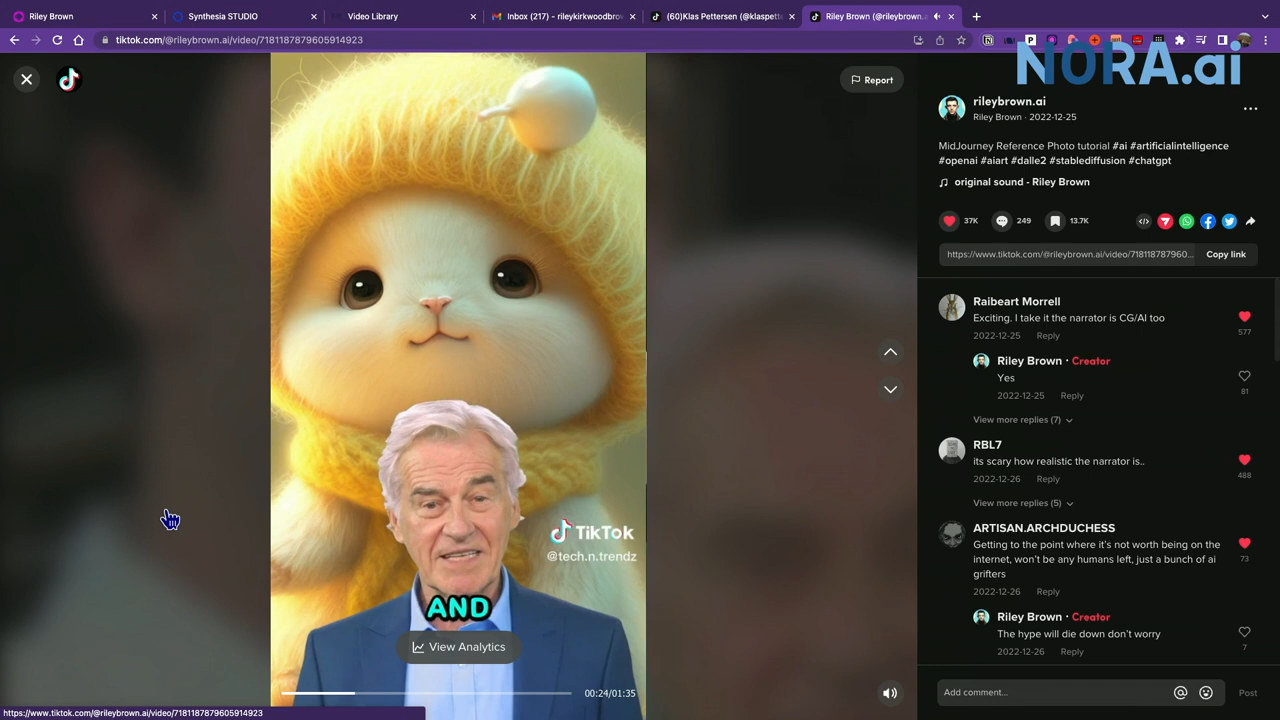 Riley Brown
Synthesia STUDIO
Video Library
Inbox (217) - rileykirkwoodbrow
(60)Klas Pettersen (@klaspette
Riley Brown (@rileybrown.a
tiktok.com/@rileybrown.ai/video/7181187879605914923
NORA.ai
Report
rileybrown.ai
Riley Brown · 2022-12-25
MidJourney Reference Photo tutorial #ai #artificialintelligence
#openai #aiart #dalle2 #stablediffusion #chatgpt
original sound - Riley Brown
37K
249
13.7K
https://www.tiktok.com/@rileybrown.ai/video/718118787960...
Copy link
Raibeart Morrell
Exciting. I take it the narrator is CG/AI too
577
2022-12-25 Reply
Riley Brown · Creator
Yes
81
2022-12-25 Reply
View more replies (7)
RBL7
its scary how realistic the narrator is..
488
2022-12-26 Reply
View more replies (5)
ARTISAN.ARCHDUCHESS
Getting to the point where it's not worth being on the
internet, won't be any humans left, just a bunch of ai
grifters
73
2022-12-26 Reply
Riley Brown · Creator
The hype will die down don't worry
7
2022-12-26 Reply
Add comment...
Post
TikTok
@tech.n.trendz
AND
View Analytics
00:24/01:35
https://www.tiktok.com/@rileybrown.ai/video/7181187879605914923